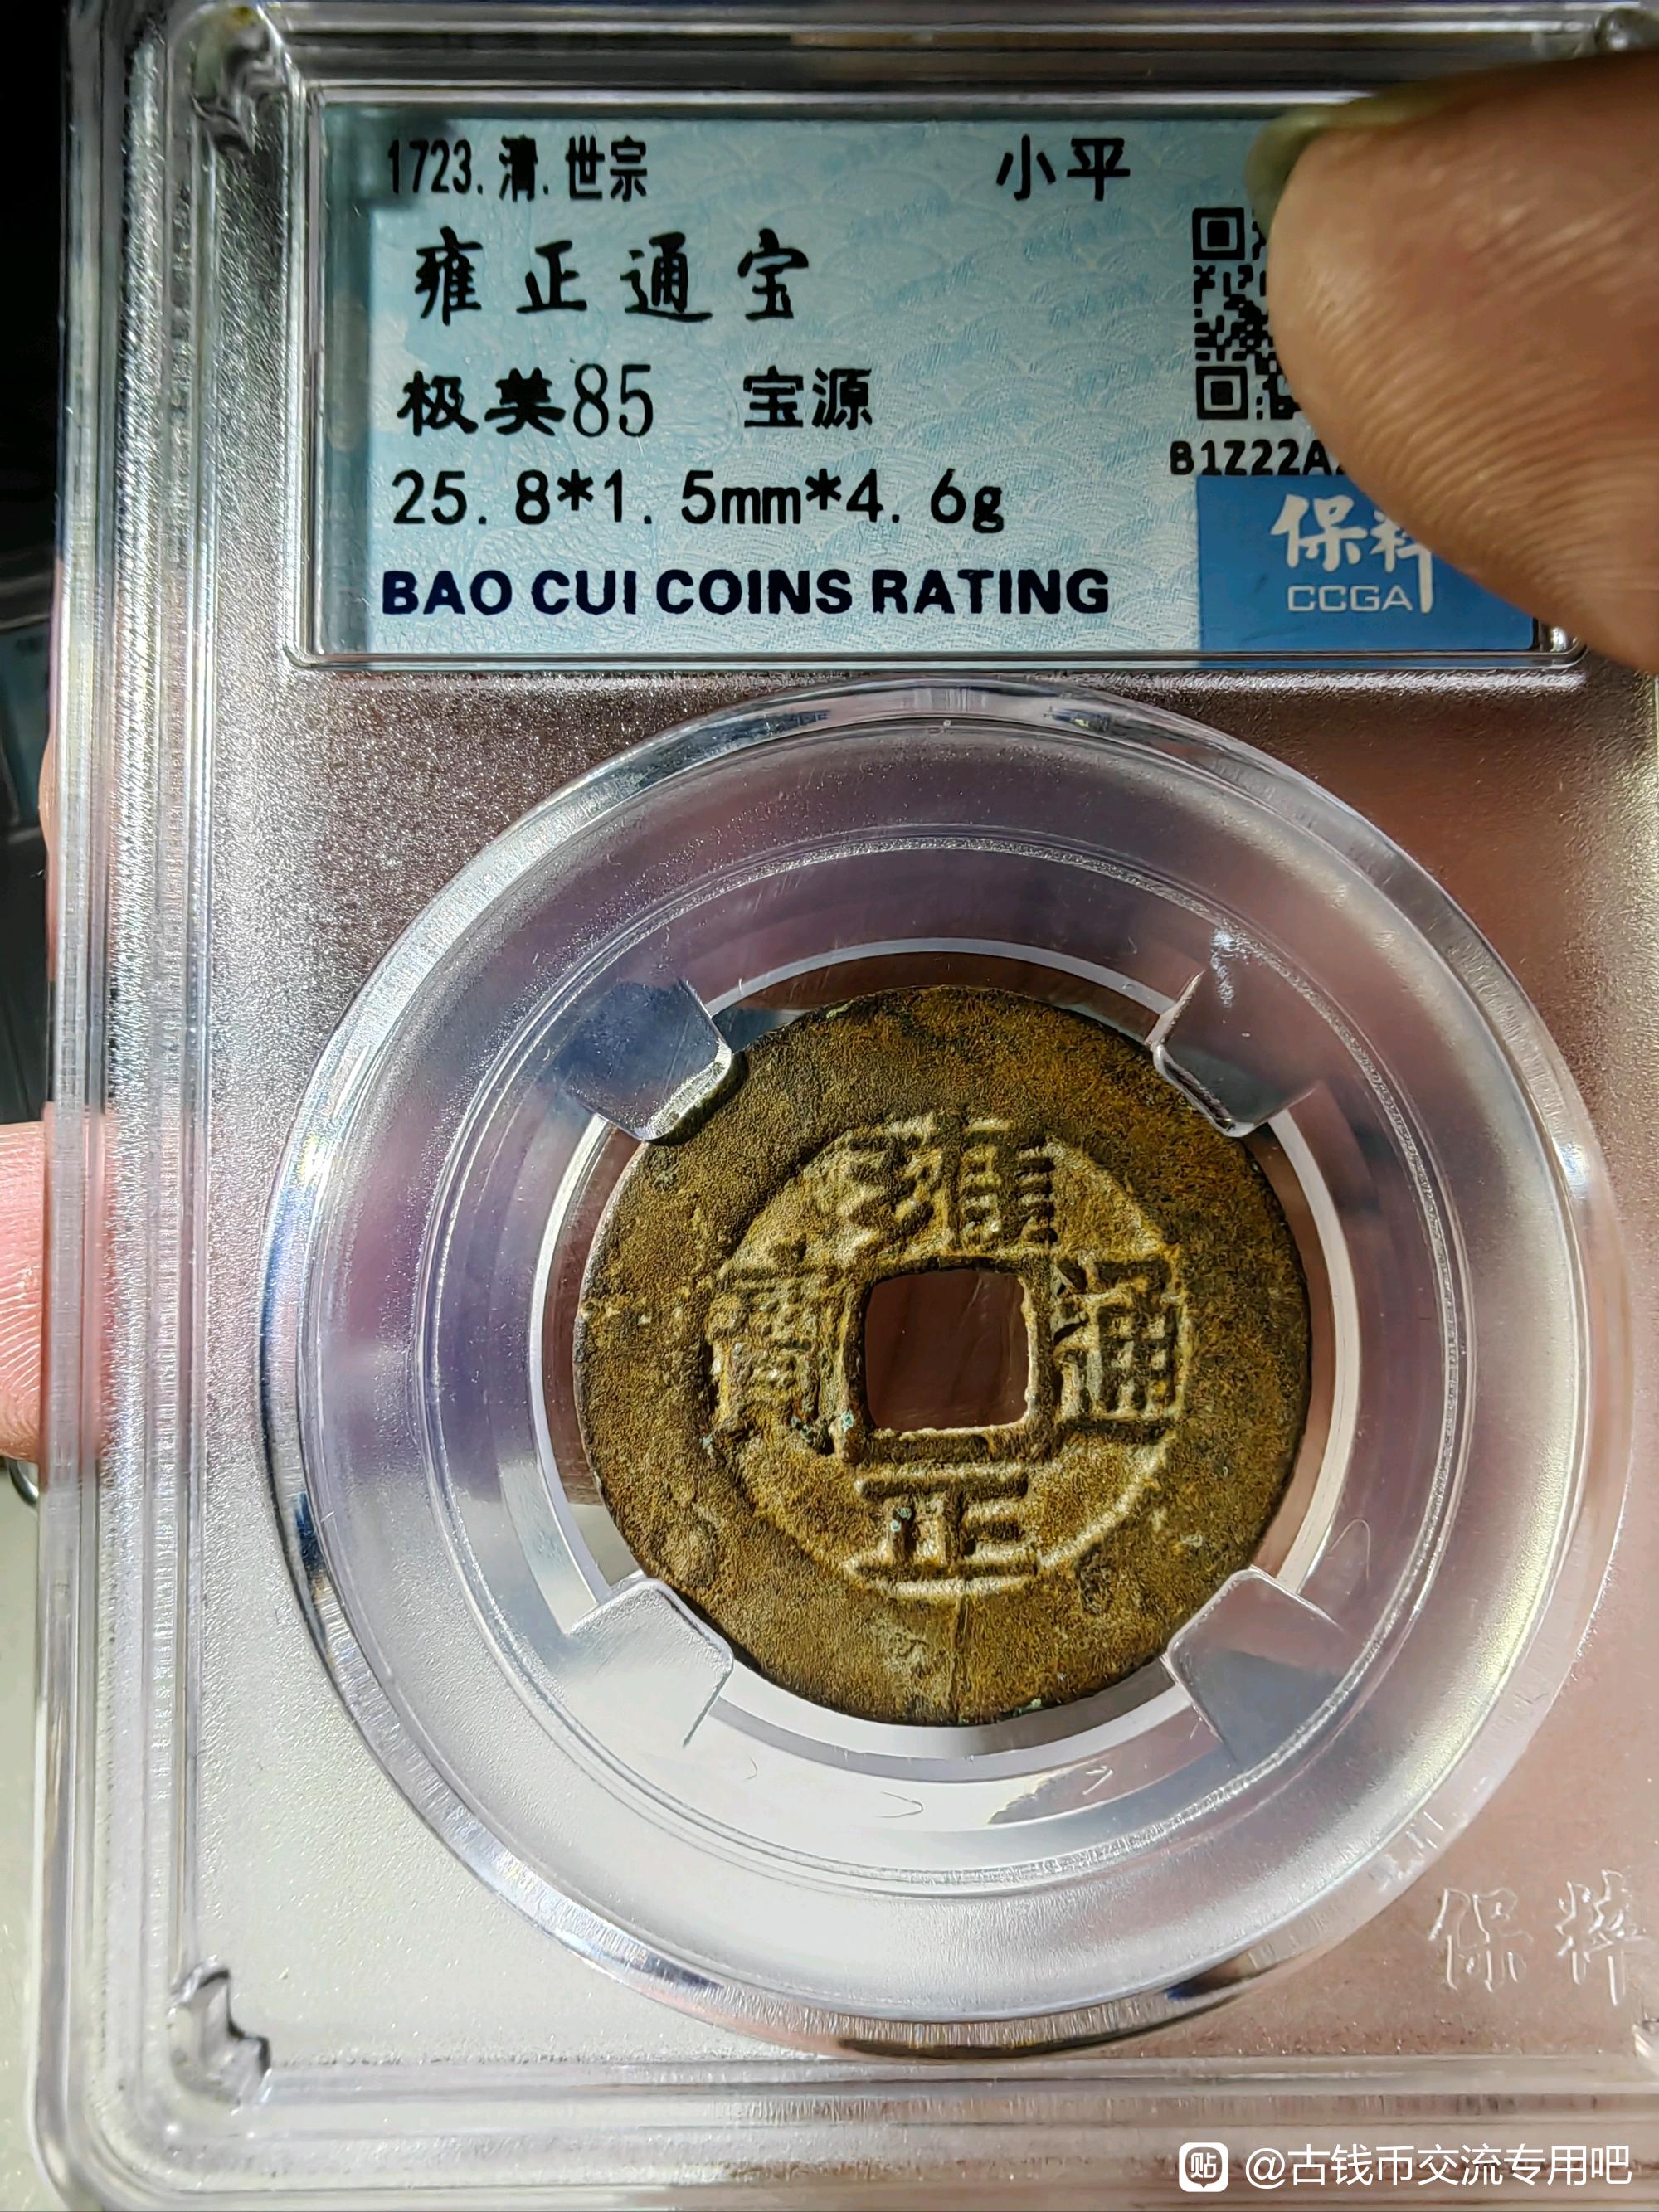 1723.清.世宗 小平
雍正通宝
极美85 宝源
25.8*1.5mm*4.6g
B1Z22A
BAO CUI COINS RATING
保粹
CCGA
雍正通寶
保粹
贴 @古钱币交流专用吧